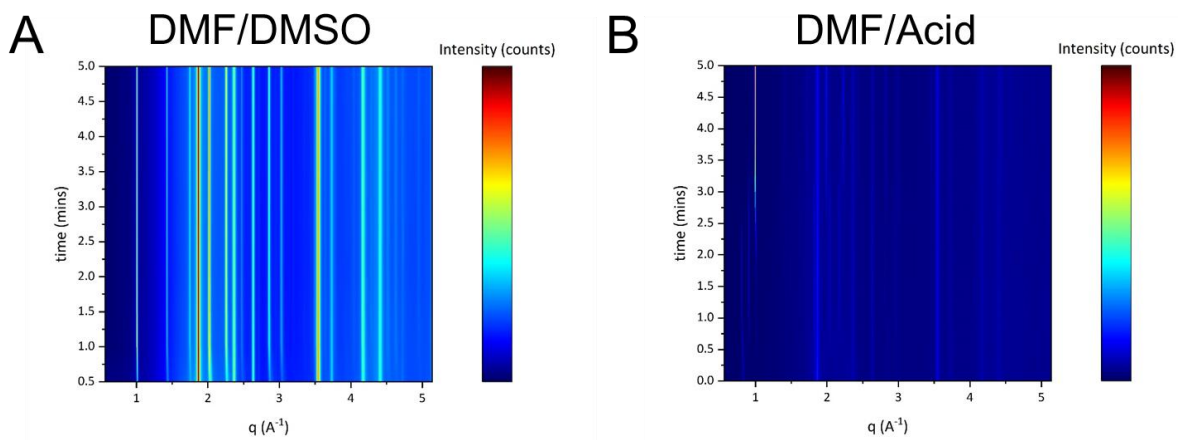 A
DMF/DMSO
Intensity (counts)
5.0
4.5
4.0
3.5
3.0
2.5
2.0
1.5
1.0
0.5
time (mins)
1 2 3 4 5
q (A⁻¹)
B
DMF/Acid
Intensity (counts)
5.0
4.5
4.0
3.5
3.0
2.5
2.0
1.5
1.0
0.5
0.0
time (mins)
1 2 3 4 5
q (A⁻¹)